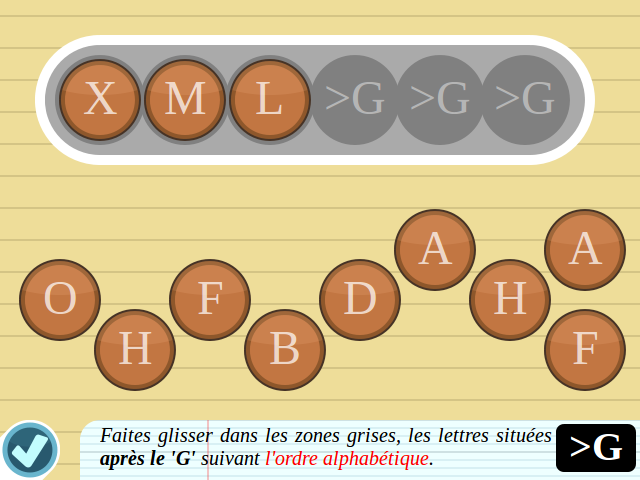 X M L >G >G >G
A A
O F D H
H B F
Faites glisser dans les zones grises, les lettres situées
après le 'G' suivant l'ordre alphabétique.
>G